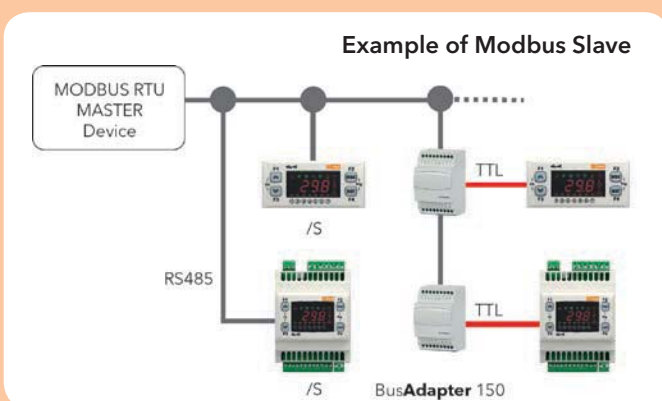 Example of Modbus Slave
MODBUS RTU
MASTER
Device
TTL
/S
RS485
TTL
/S
BusAdapter 150